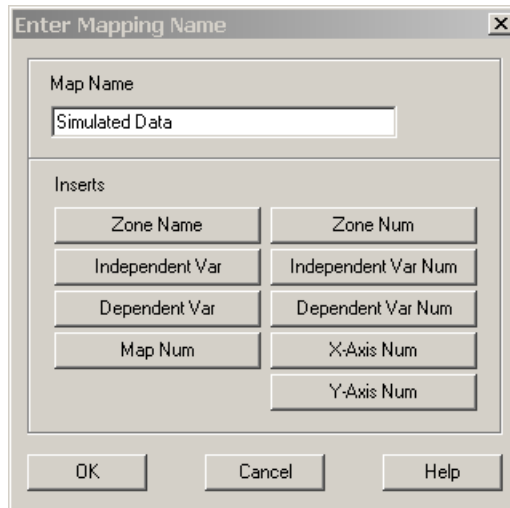 Enter Mapping Name
Map Name
Simulated Data
Inserts
Zone Name Zone Num
Independent Var Independent Var Num
Dependent Var Dependent Var Num
Map Num X-Axis Num
Y-Axis Num
OK Cancel Help